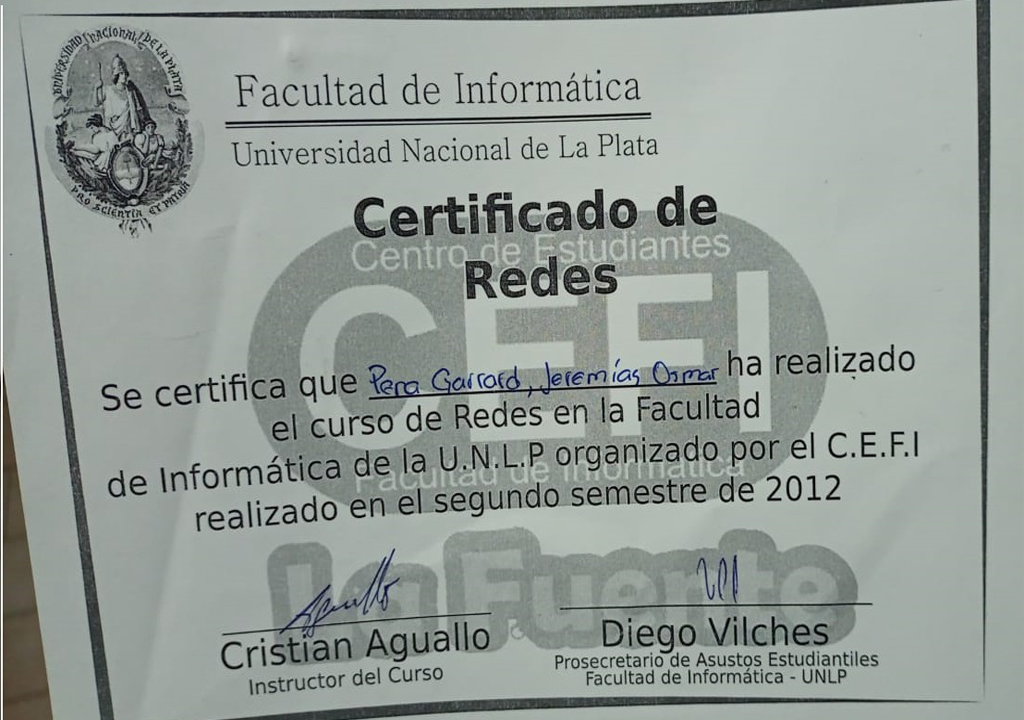 UNIVERSIDAD NACIONAL DE LA PLATA
PRO SCIENTIA ET PATRIA
Facultad de Informática
Universidad Nacional de La Plata
Certificado de
Centro de Estudiantes
Redes
CEFI
Se certifica que Pera Garrard, Jeremías Osmar ha realizado
el curso de Redes en la Facultad
de Informática de la U.N.L.P organizado por el C.E.F.I
Facultad de Informática
realizado en el segundo semestre de 2012
La Fuente
Cristian Aguallo
Instructor del Curso
Diego Vilches
Prosecretario de Asustos Estudiantiles
Facultad de Informática - UNLP